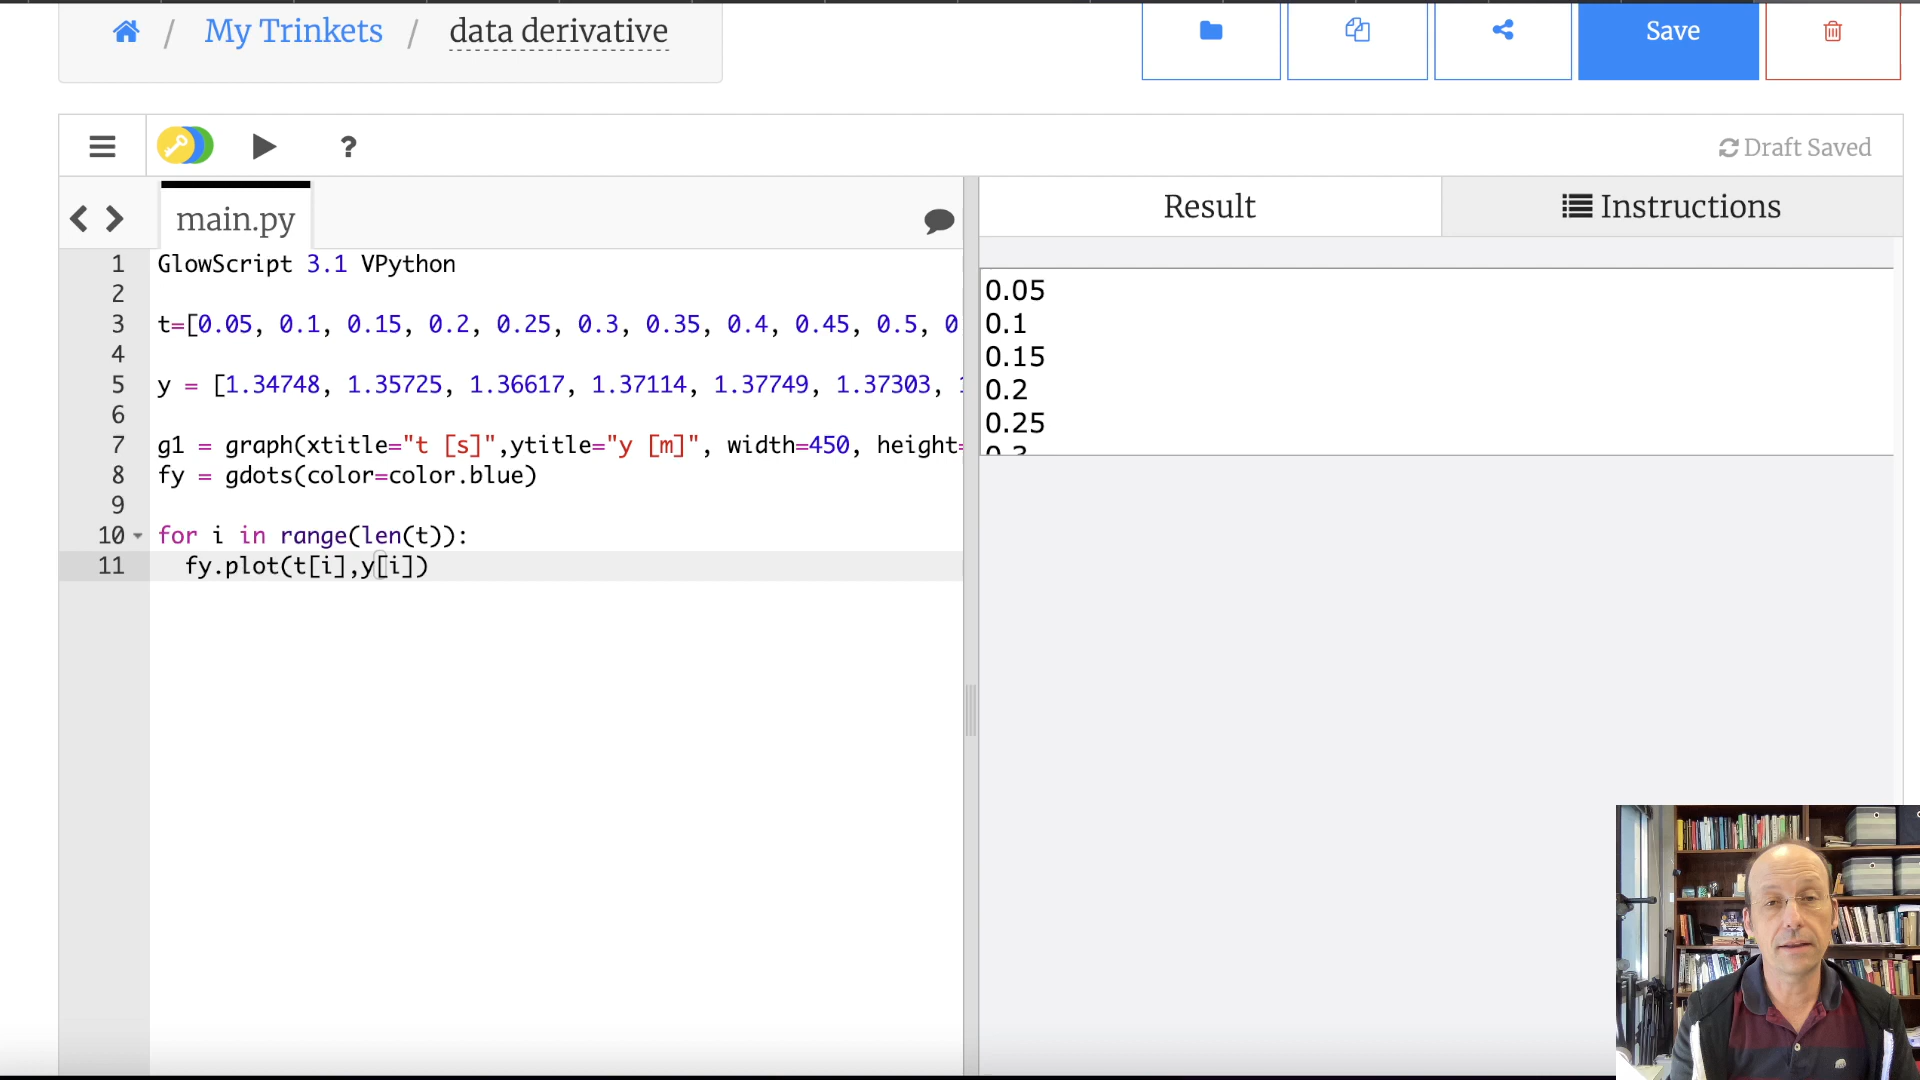 / My Trinkets / data derivative
Save
?
Draft Saved
main.py
Result
Instructions
1 GlowScript 3.1 VPython
2
3 t=[0.05, 0.1, 0.15, 0.2, 0.25, 0.3, 0.35, 0.4, 0.45, 0.5, 0
4
5 y = [1.34748, 1.35725, 1.36617, 1.37114, 1.37749, 1.37303,
6
7 g1 = graph(xtitle="t [s]",ytitle="y [m]", width=450, height=
8 fy = gdots(color=color.blue)
9
10 for i in range(len(t)):
11 fy.plot(t[i],y[i])
0.05
0.1
0.15
0.2
0.25
0.3